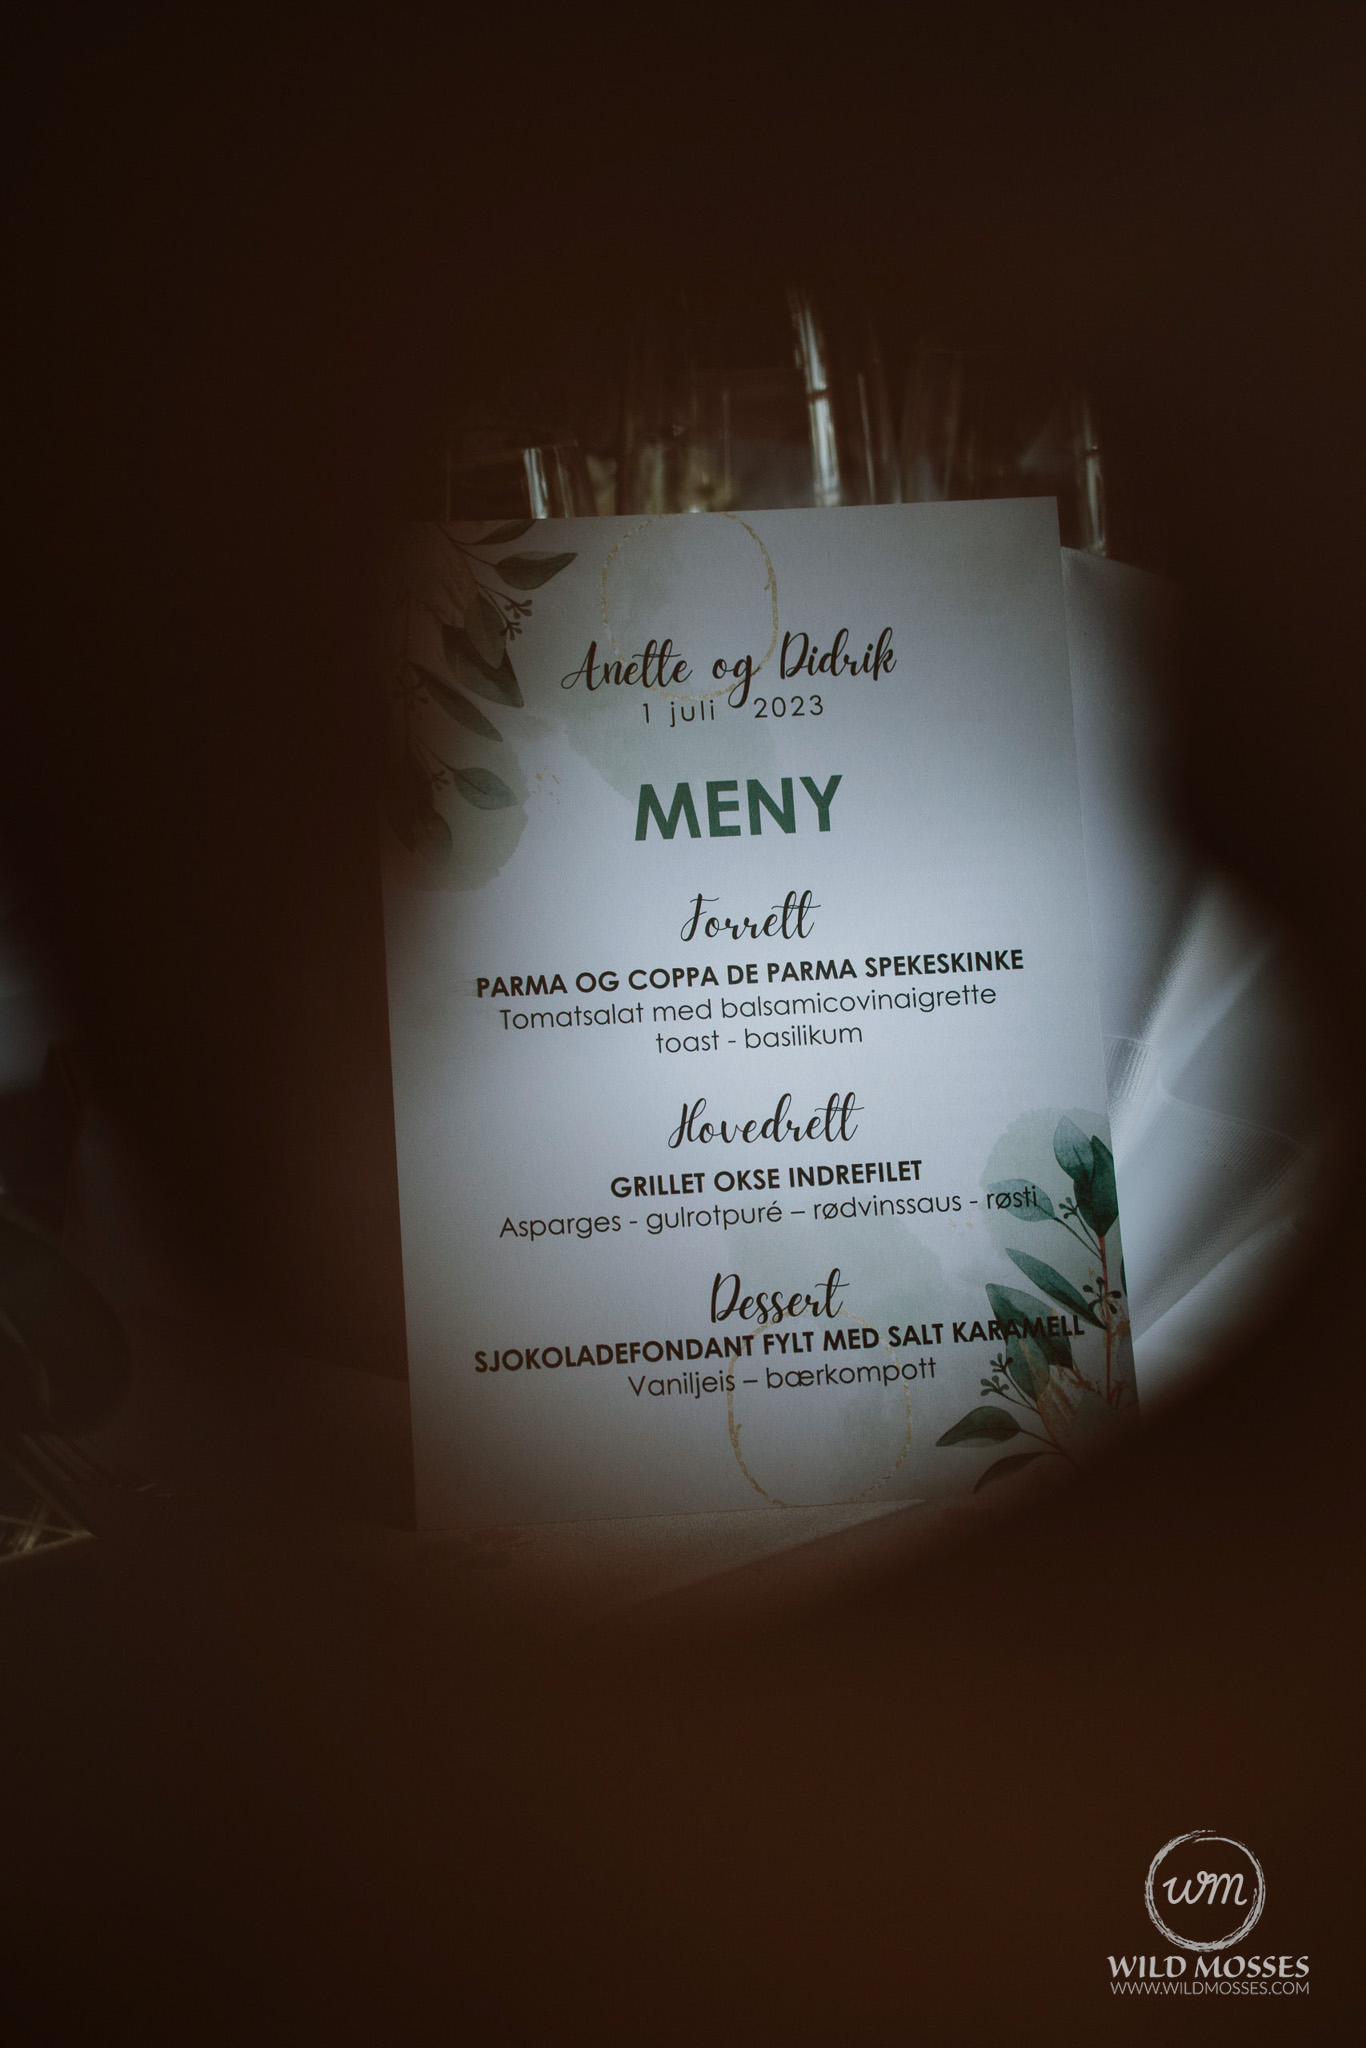 Anette og Didrik
1 juli 2023
MENY
Forrett
PARMA OG COPPA DE PARMA SPEKESKINKE
Tomatsalat med balsamicovinaigrette
toast - basilikum
Hovedrett
GRILLET OKSE INDREFILET
Asparges - gulrotpuré – rødvinssaus - røsti
Dessert
SJOKOLADEFONDANT FYLT MED SALT KARAMELL
Vaniljeis – bærkompott
wm
WILD MOSSES
WWW.WILDMOSSES.COM